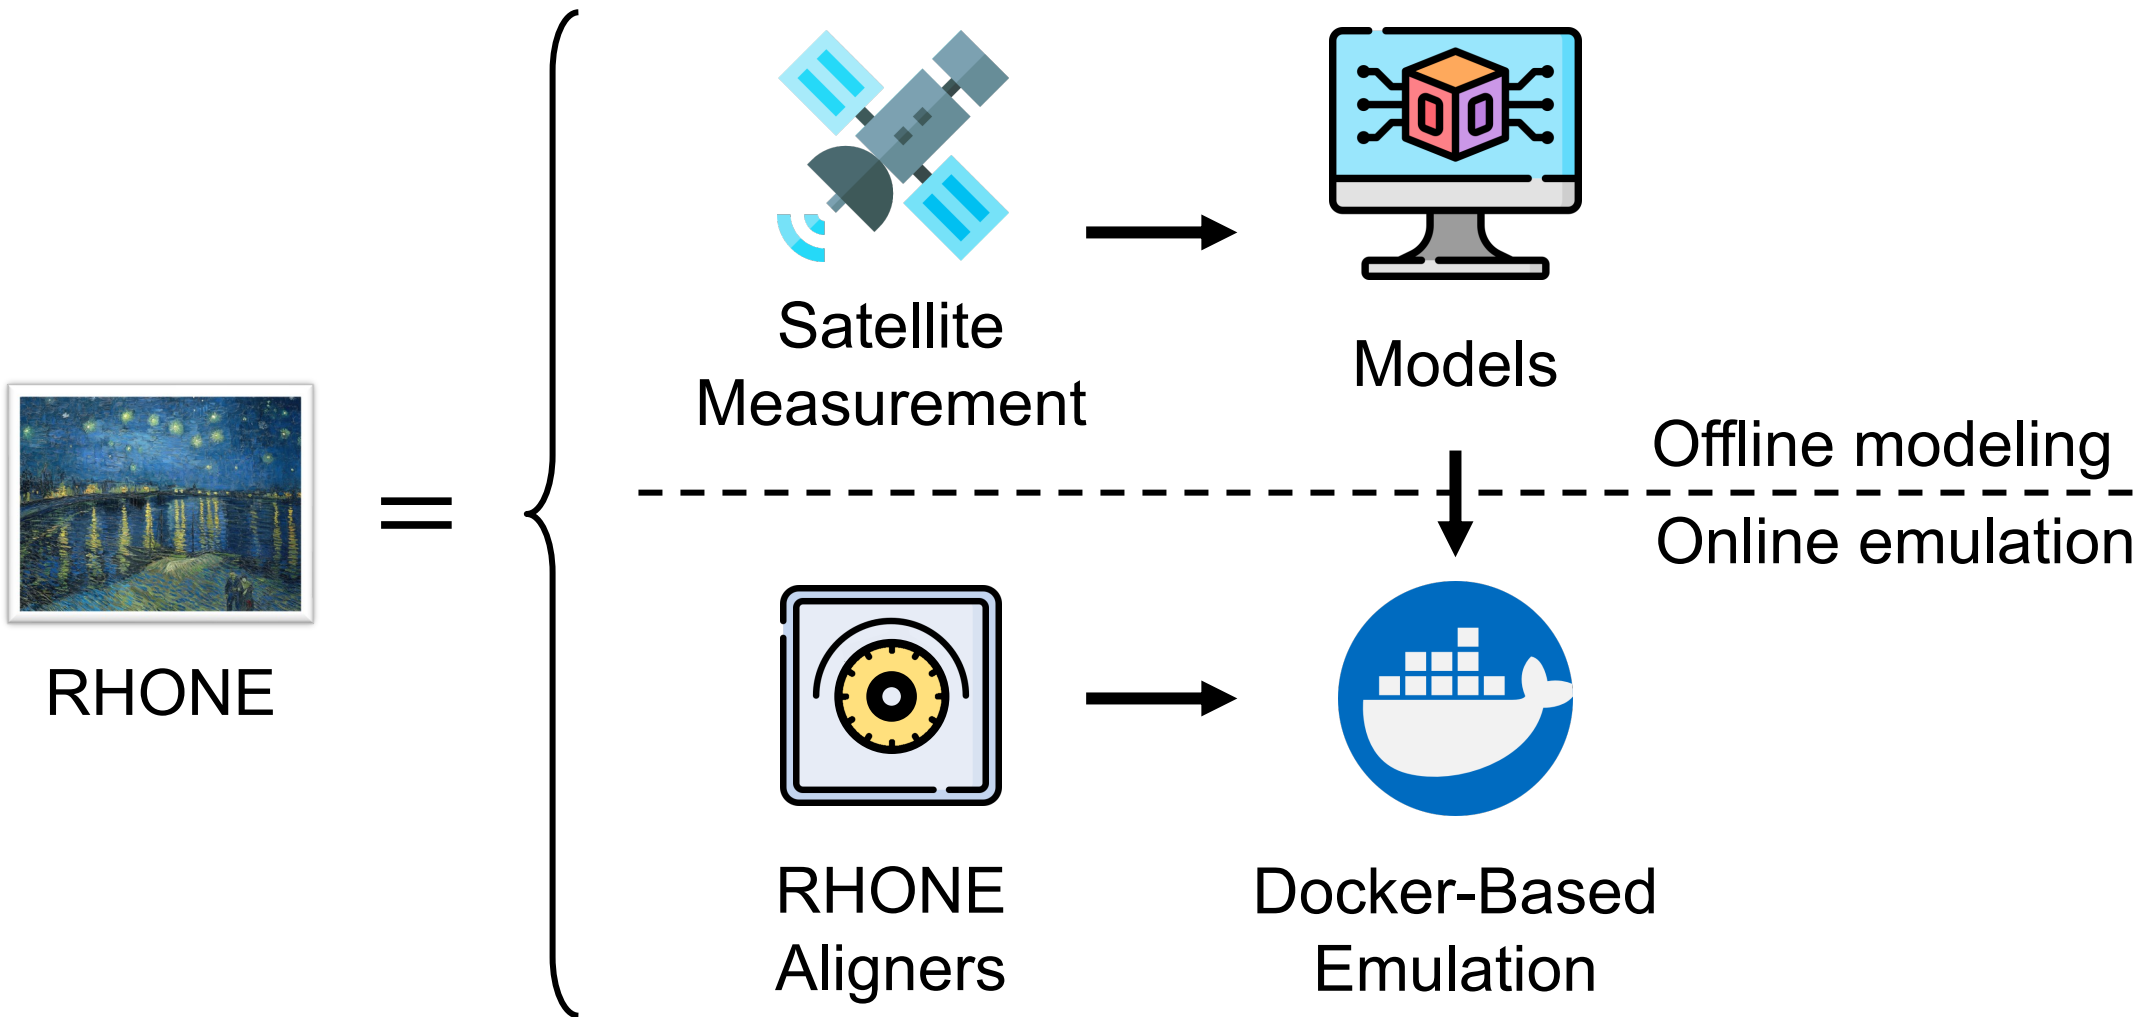 RHONE
=
Satellite
Measurement
Models
Offline modeling
Online emulation
RHONE
Aligners
Docker-Based
Emulation